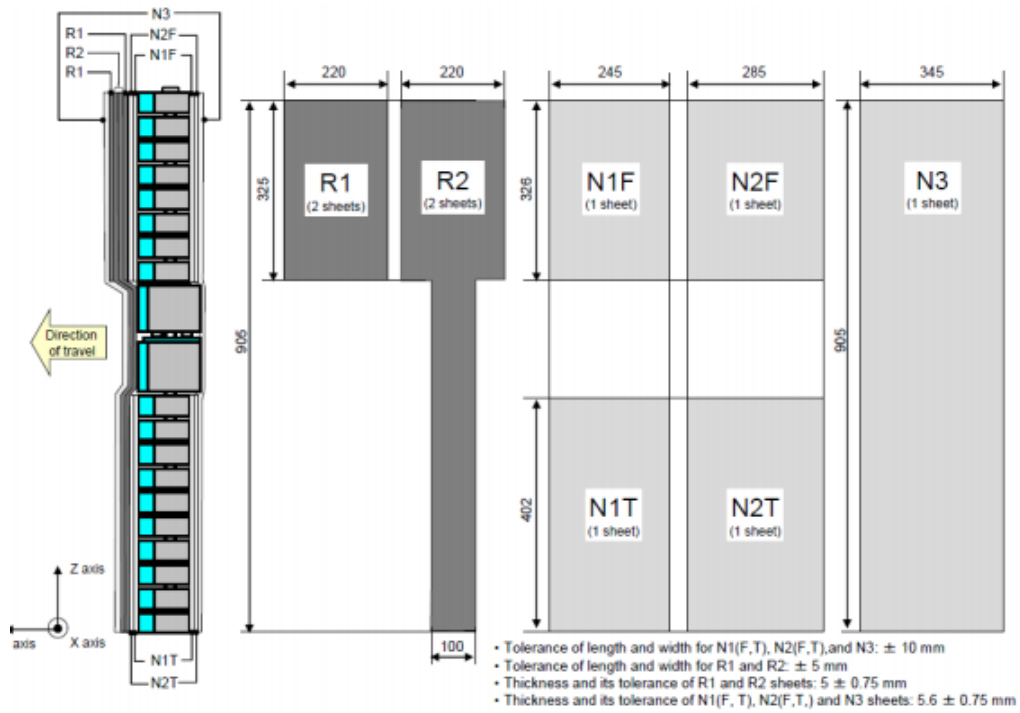 N3
R1
N2F
R2
N1F
R1
220
220
245
285
345
325
R1
(2 sheets)
R2
(2 sheets)
326
N1F
(1 sheet)
N2F
(1 sheet)
N3
(1 sheet)
905
905
Direction
of travel
402
N1T
(1 sheet)
N2T
(1 sheet)
Z axis
axis
X axis
100
N1T
N2T
• Tolerance of length and width for N1(F,T), N2(F,T),and N3: ± 10 mm
• Tolerance of length and width for R1 and R2: ± 5 mm
• Thickness and its tolerance of R1 and R2 sheets: 5 ± 0.75 mm
• Thickness and its tolerance of N1(F, T), N2(F,T,) and N3 sheets: 5.6 ± 0.75 mm